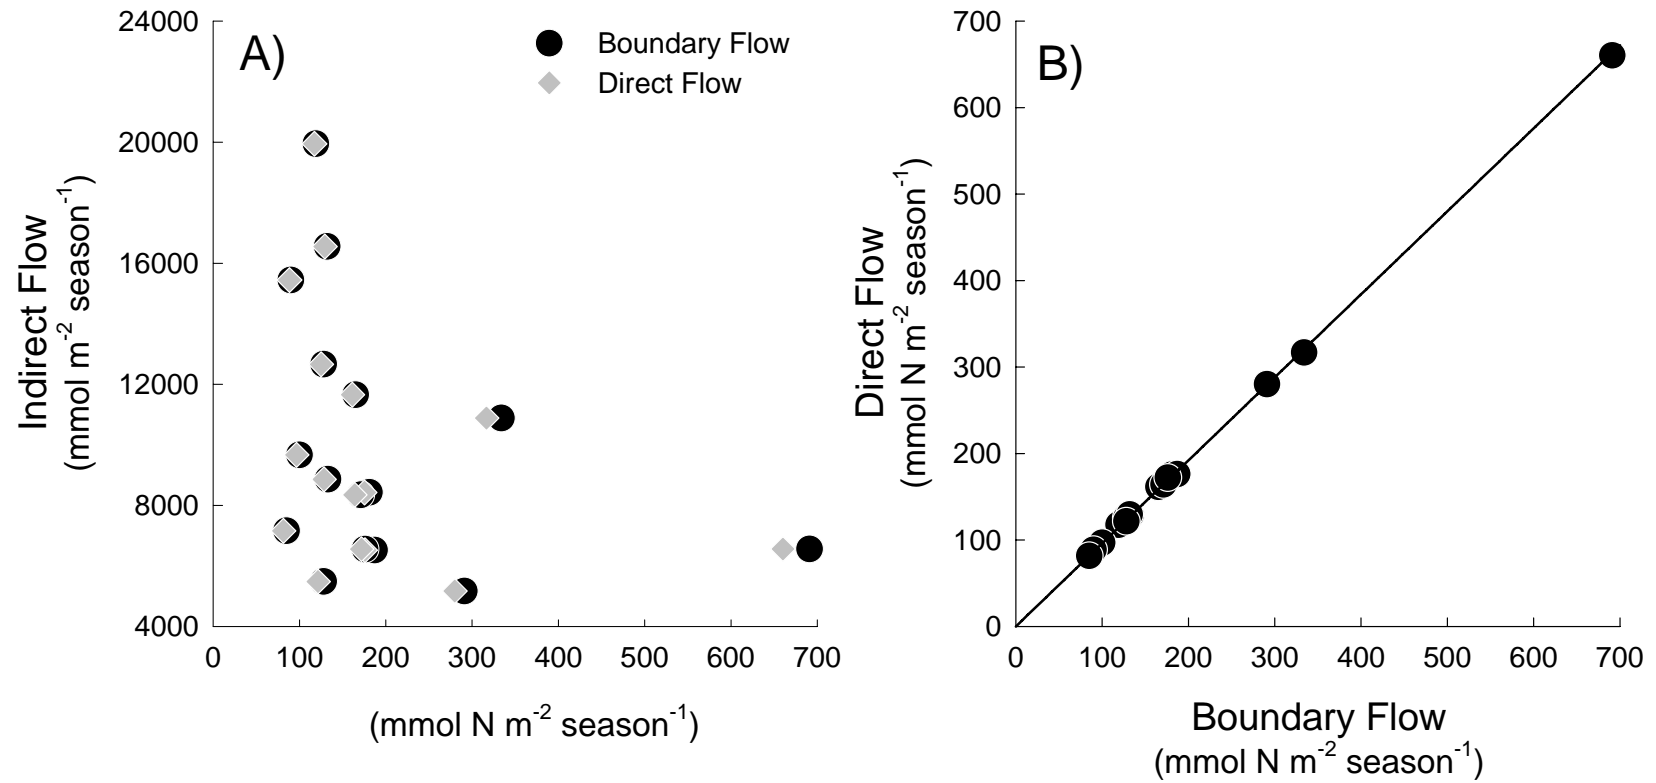 A)
Boundary Flow
Direct Flow
24000
20000
16000
12000
8000
4000
Indirect Flow
(mmol m-2 season-1)
0 100 200 300 400 500 600 700
(mmol N m-2 season-1)
B)
700
600
500
400
300
200
100
0
Direct Flow
(mmol N m-2 season-1)
0 100 200 300 400 500 600 700
Boundary Flow
(mmol N m-2 season-1)